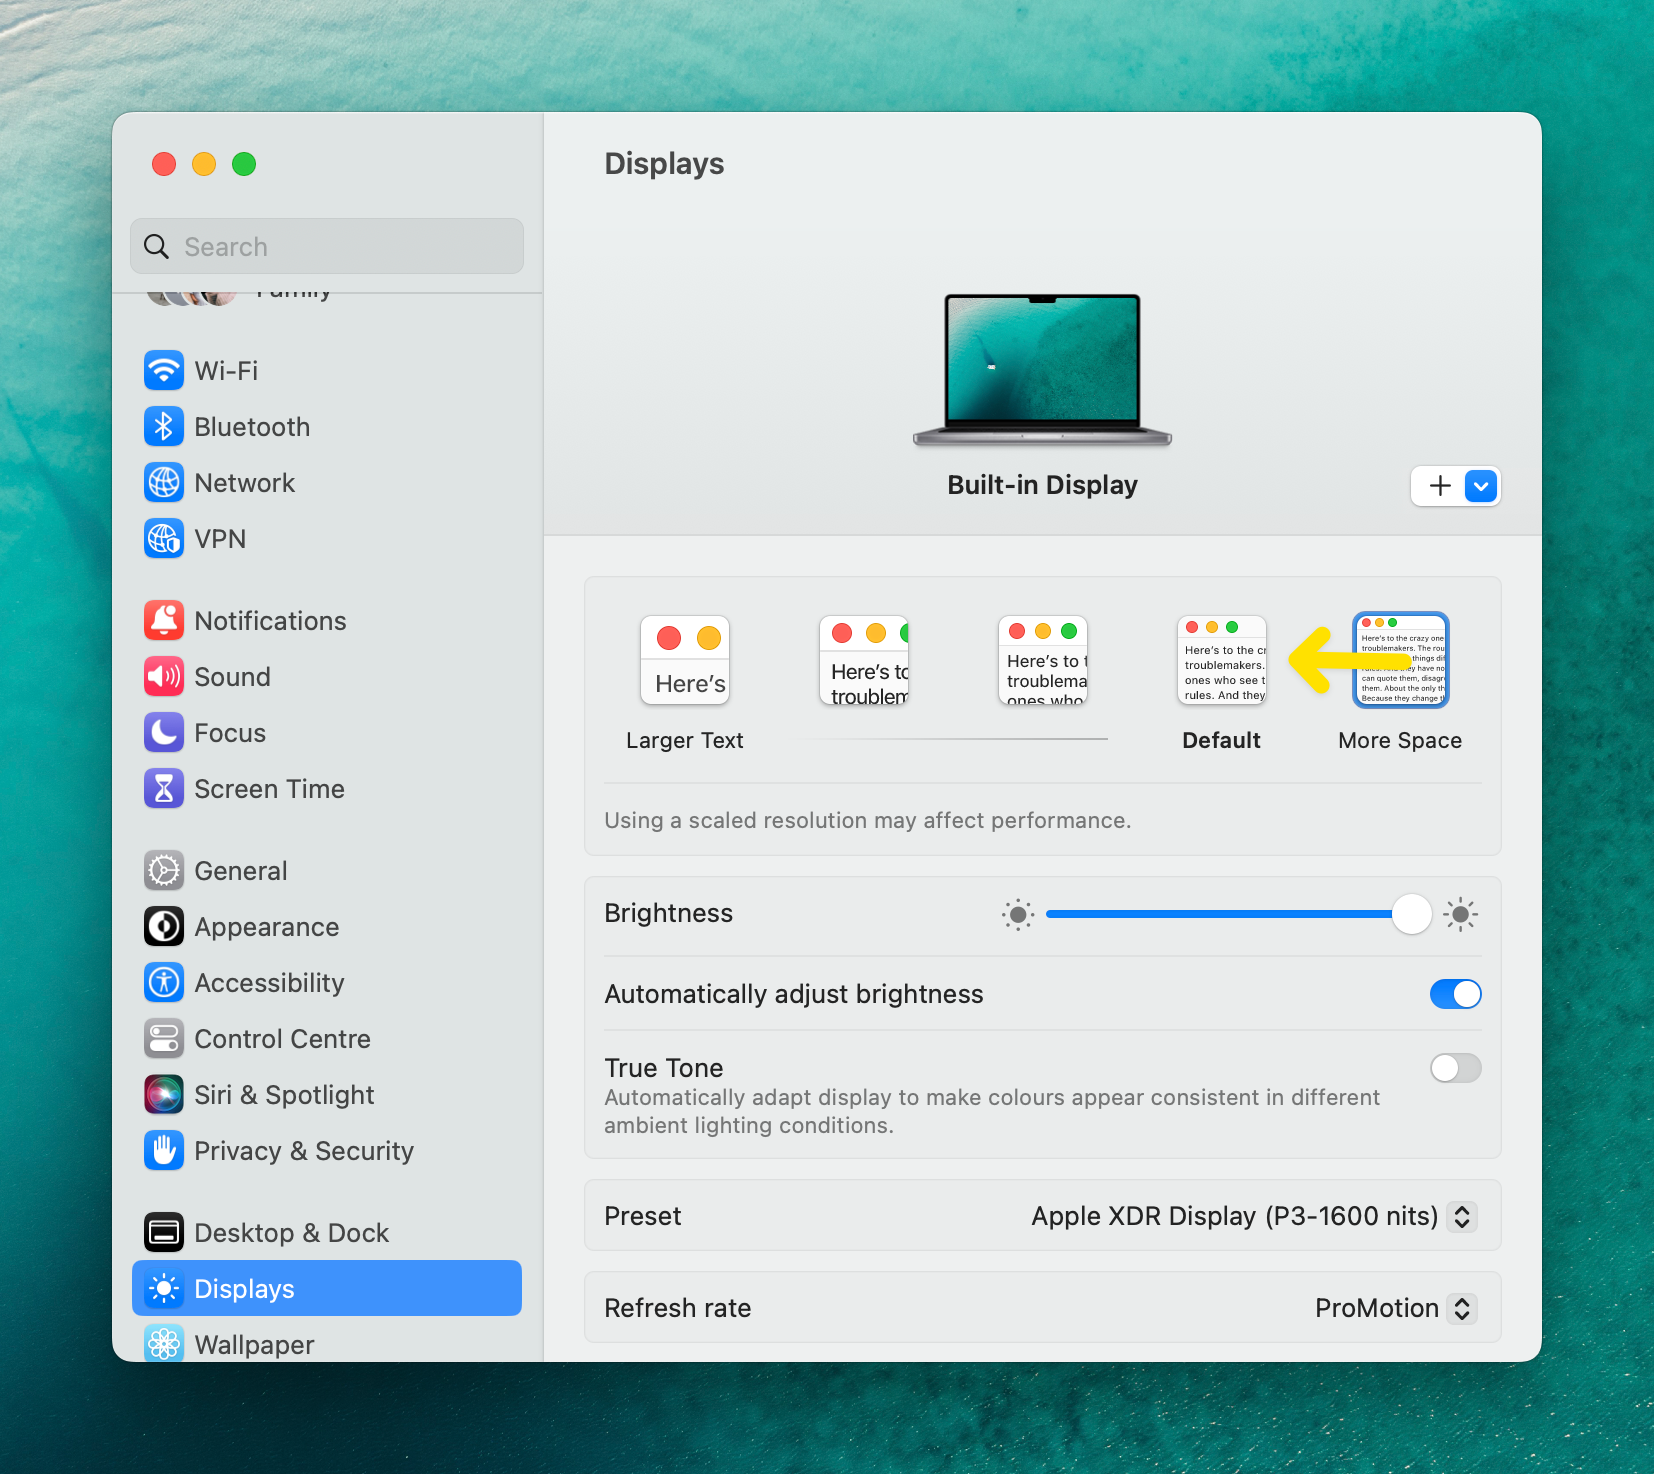 Search
Family
Wi-Fi
Bluetooth
Network
VPN
Notifications
Sound
Focus
Screen Time
General
Appearance
Accessibility
Control Centre
Siri & Spotlight
Privacy & Security
Desktop & Dock
Displays
Wallpaper
Displays
Built-in Display
Here's
Here's to
troublem
Here's to t
troublema
ones who
Here's to the cr
troublemakers.
ones who see t
rules. And they
Here's to the crazy one
troublemakers. The rou
things dif
have no
can quote them, disagr
them. About the only th
Because they change t
Larger Text
Default
More Space
Using a scaled resolution may affect performance.
Brightness
Automatically adjust brightness
True Tone
Automatically adapt display to make colours appear consistent in different
ambient lighting conditions.
Preset
Apple XDR Display (P3-1600 nits)
Refresh rate
ProMotion